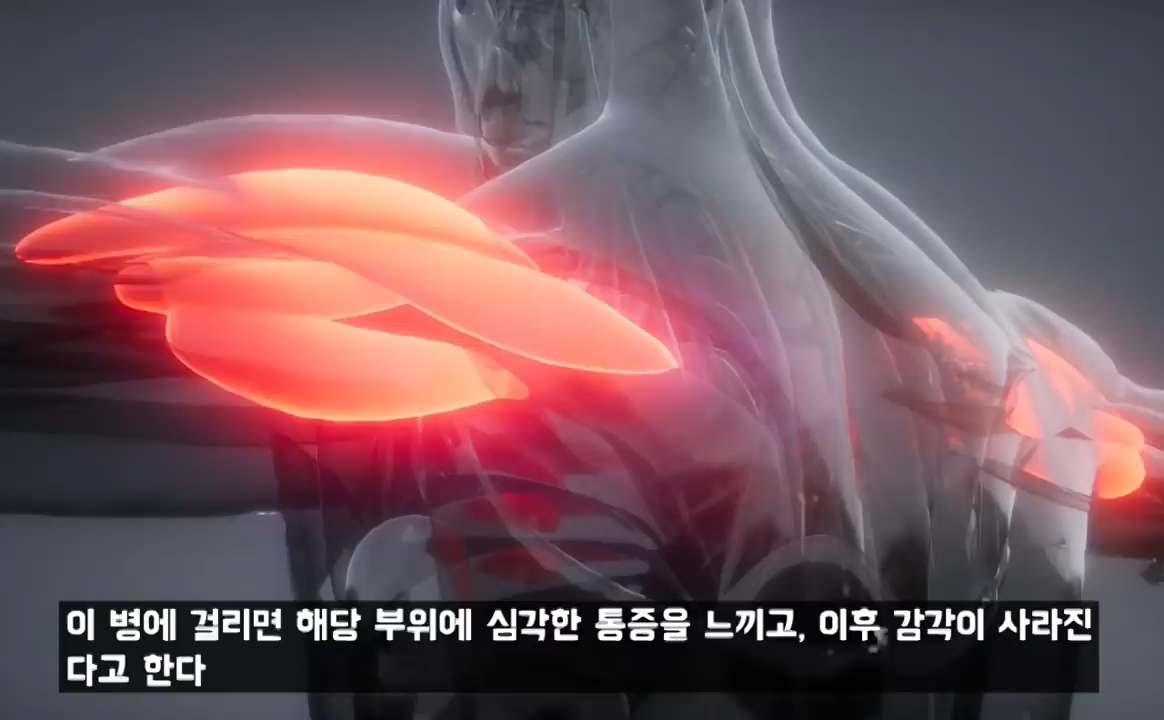 이 병에 걸리면 해당 부위에 심각한 통증을 느끼고, 이후 감각이 사라진
다고 한다